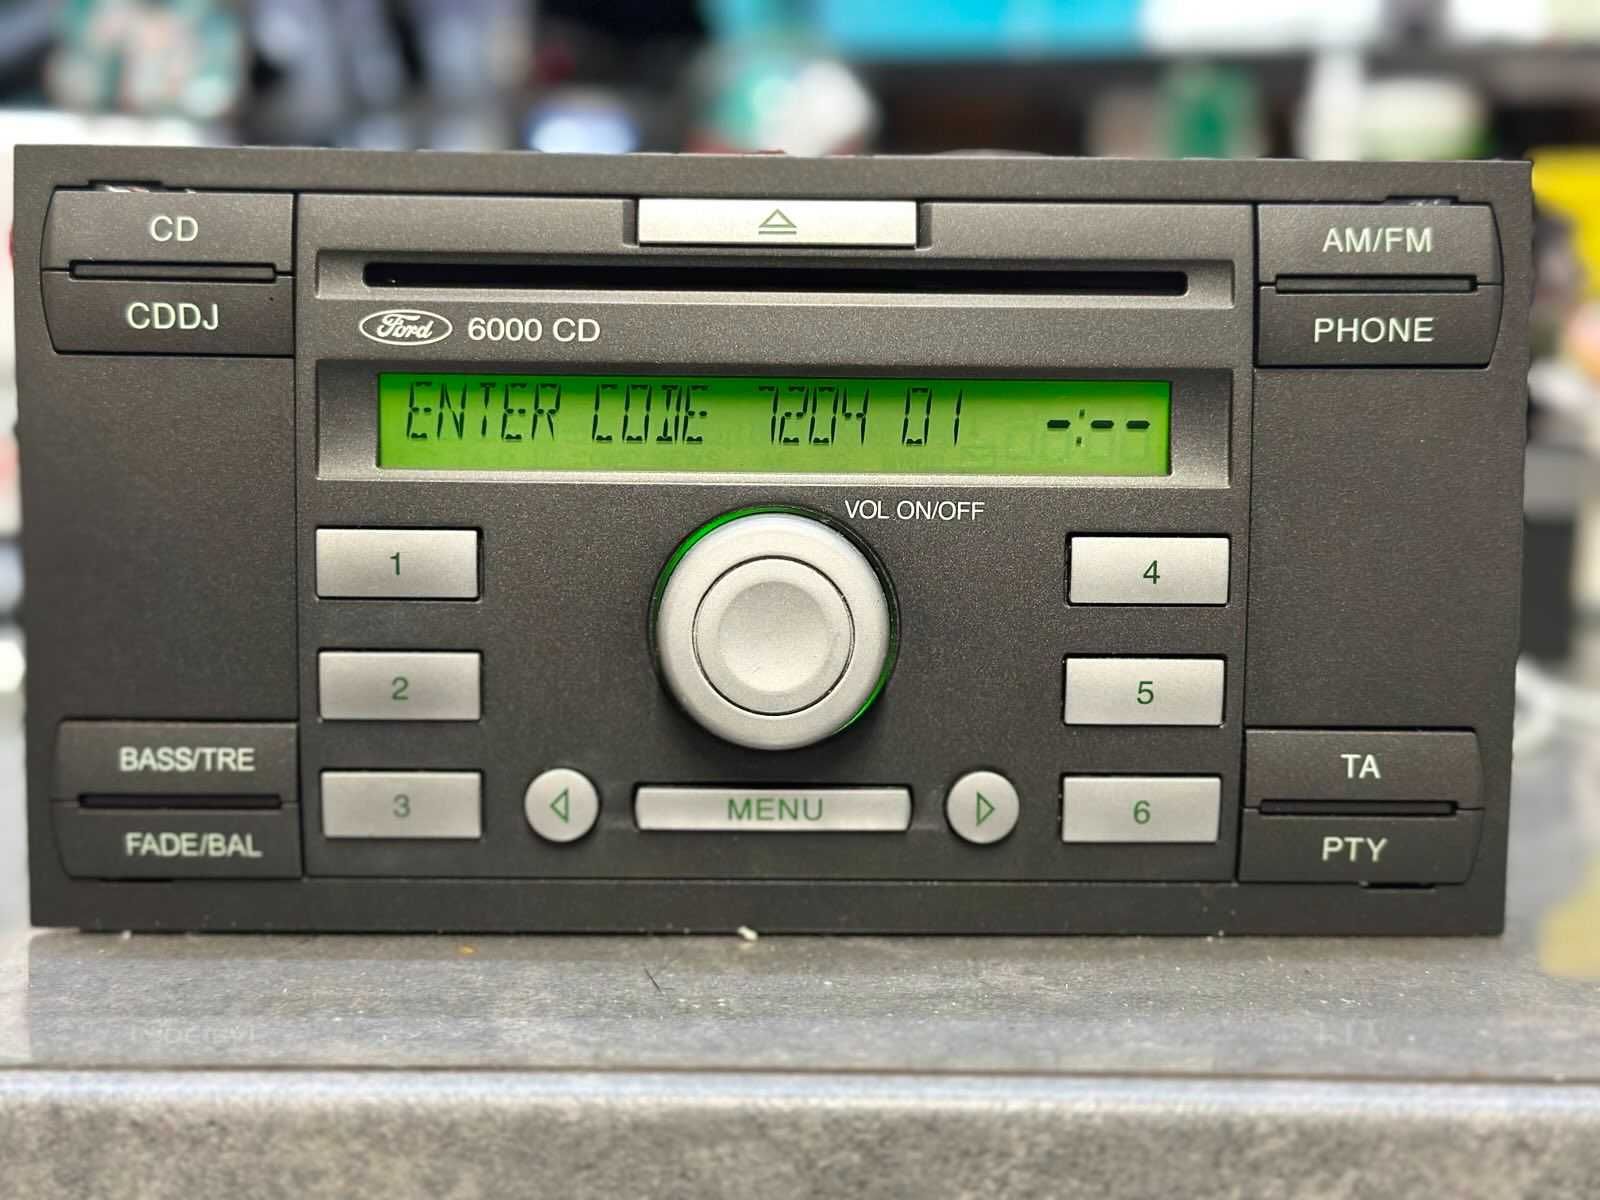 CD
CDDJ
AM/FM
PHONE
Ford 6000 CD
ENTER CODE 7204 01 -:--
VOL ON/OFF
1
4
2
5
3
6
MENU
BASS/TRE
FADE/BAL
TA
PTY